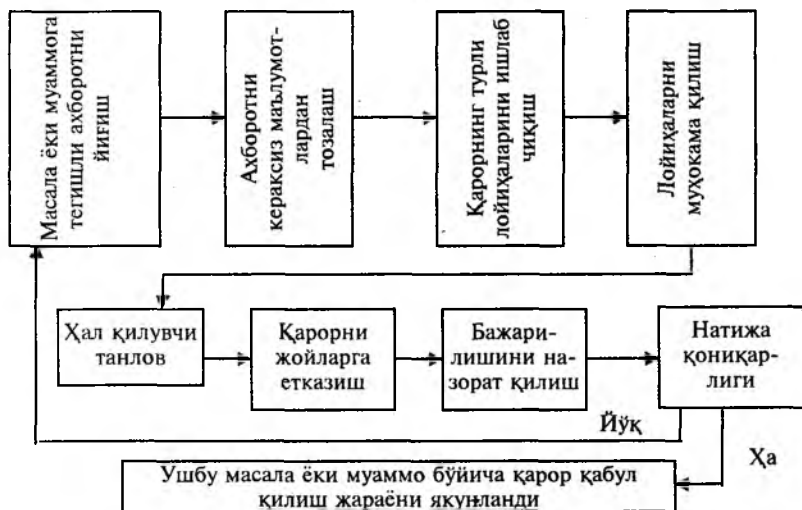 Масала ёки муаммога
тегишли ахборотни
йиғиш
Ахборотни
кераксиз маълумот-
лардан
тозалаш
Қарорнинг турли
лойиҳаларини ишлаб
чиқиш
Лойиҳаларни
муҳокама қилиш
Ҳал қилувчи
танлов
Қарорни
жойларга
етказиш
Бажари-
лишини на-
зорат қилиш
Натижа
қониқар-
лиги
Йўқ
Ҳа
Ушбу масала ёки муаммо бўйича қарор қабул
қилиш жараёни якунланди